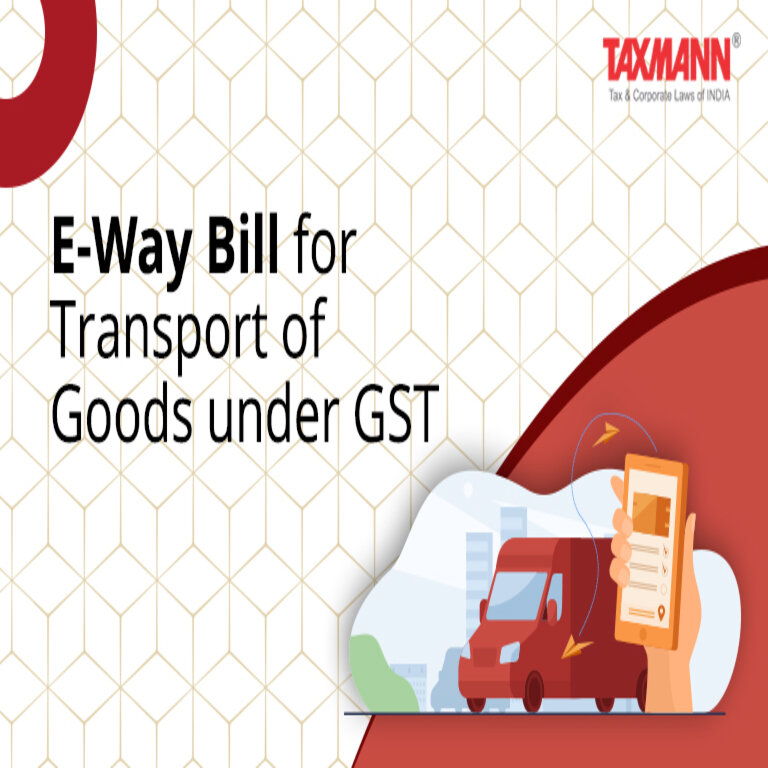 TAXMANN®
Tax & Corporate Laws of INDIA
E-Way Bill for
Transport of
Goods under GST